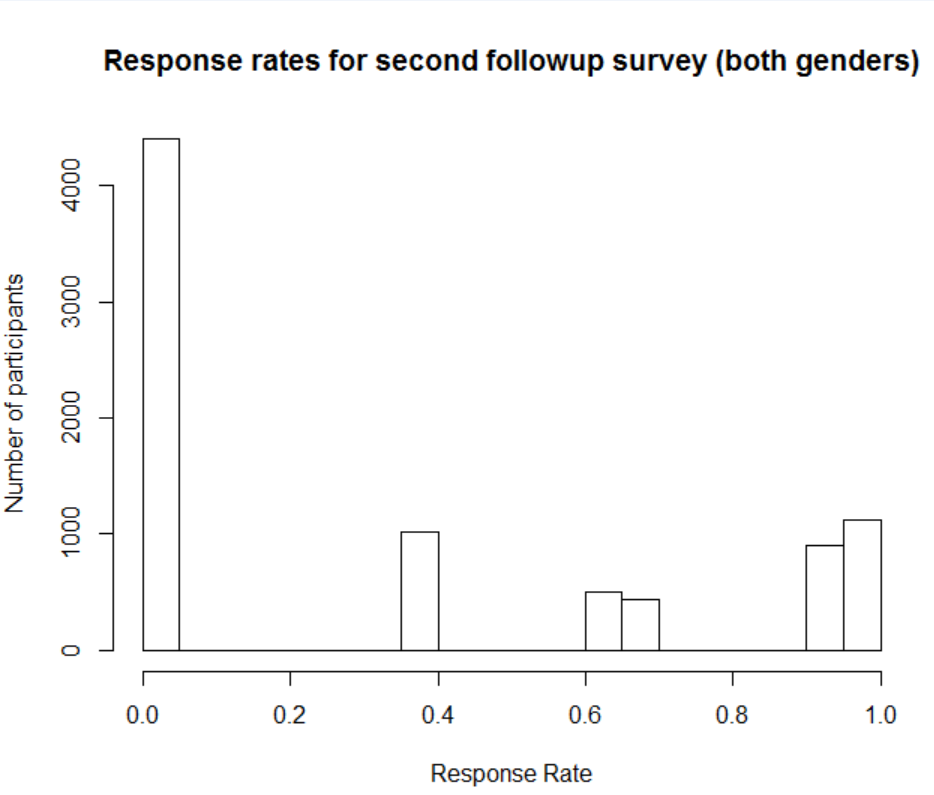 Response rates for second followup survey (both genders)
Number of participants
4000
3000
2000
1000
0
0.0 0.2 0.4 0.6 0.8 1.0
Response Rate